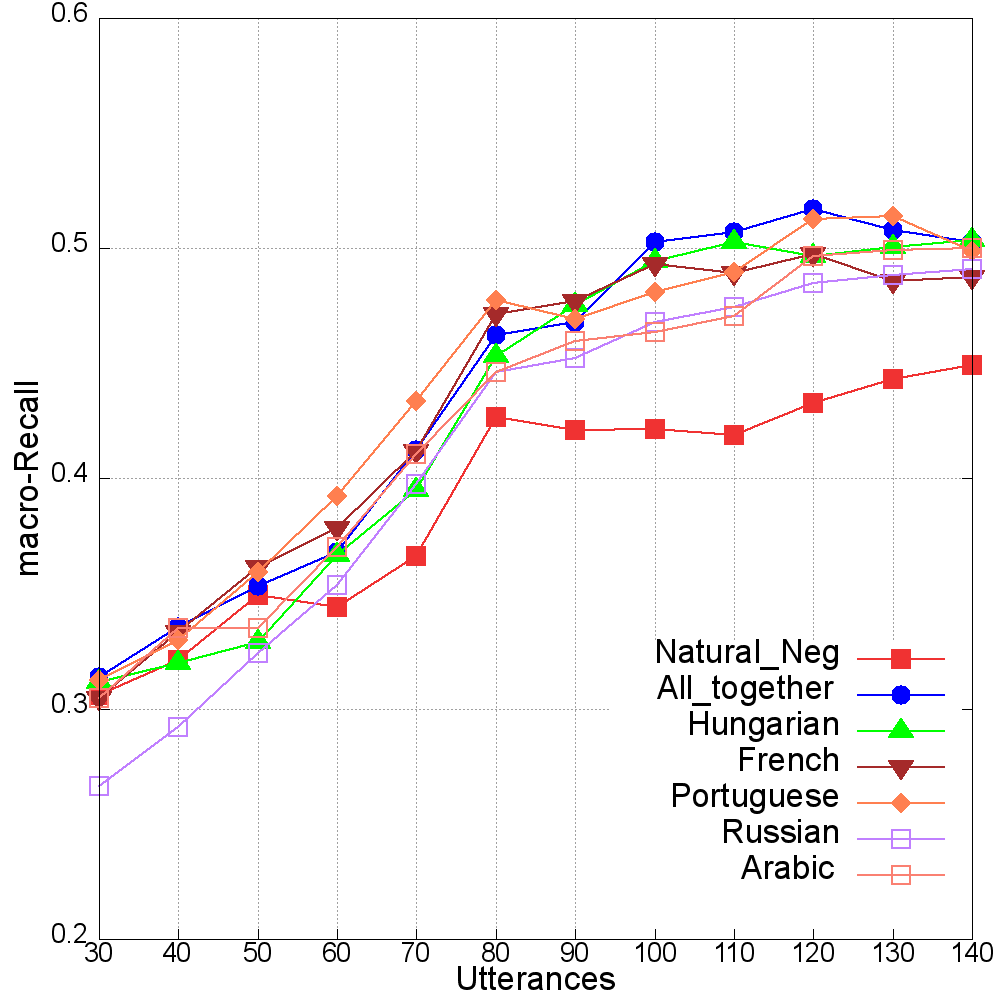 0.6
0.5
0.4
0.3
0.2
macro-Recall
Natural_Neg
All_together
Hungarian
French
Portuguese
Russian
Arabic
30 40 50 60 70 80 90 100 110 120 130 140
Utterances